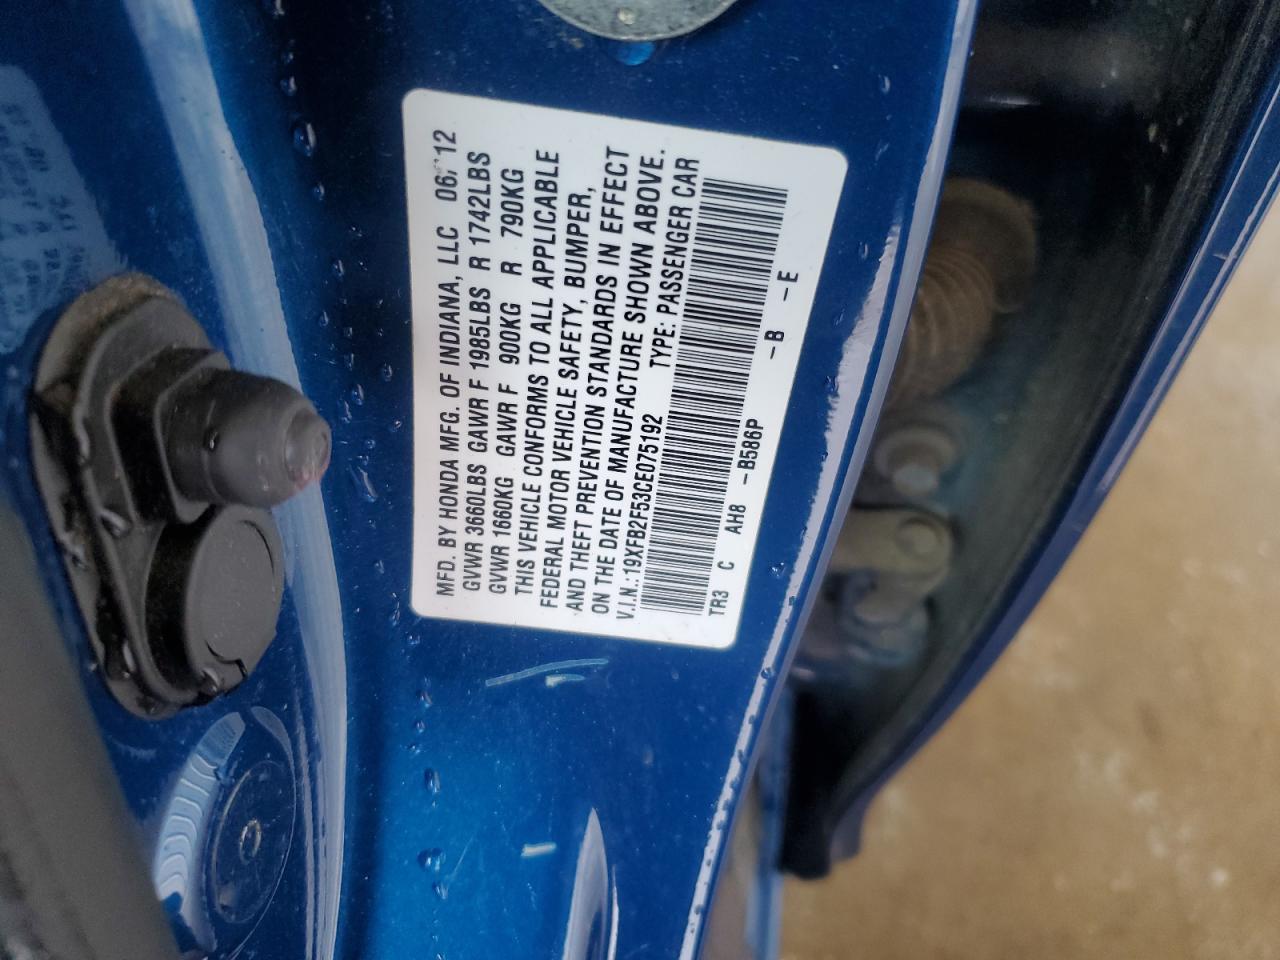 MFD. BY HONDA MFG. OF INDIANA, LLC 06/12
GVWR 3660LBS GAWR F 1985LBS R 1742LBS
GVWR 1660KG GAWR F 900KG R 790KG
THIS VEHICLE CONFORMS TO ALL APPLICABLE
FEDERAL MOTOR VEHICLE SAFETY, BUMPER,
AND THEFT PREVENTION STANDARDS IN EFFECT
ON THE DATE OF MANUFACTURE SHOWN ABOVE.
V.I.N.:19XFB2F53CE075192 TYPE: PASSENGER CAR
TR3 C AH8 -B586P -B -E